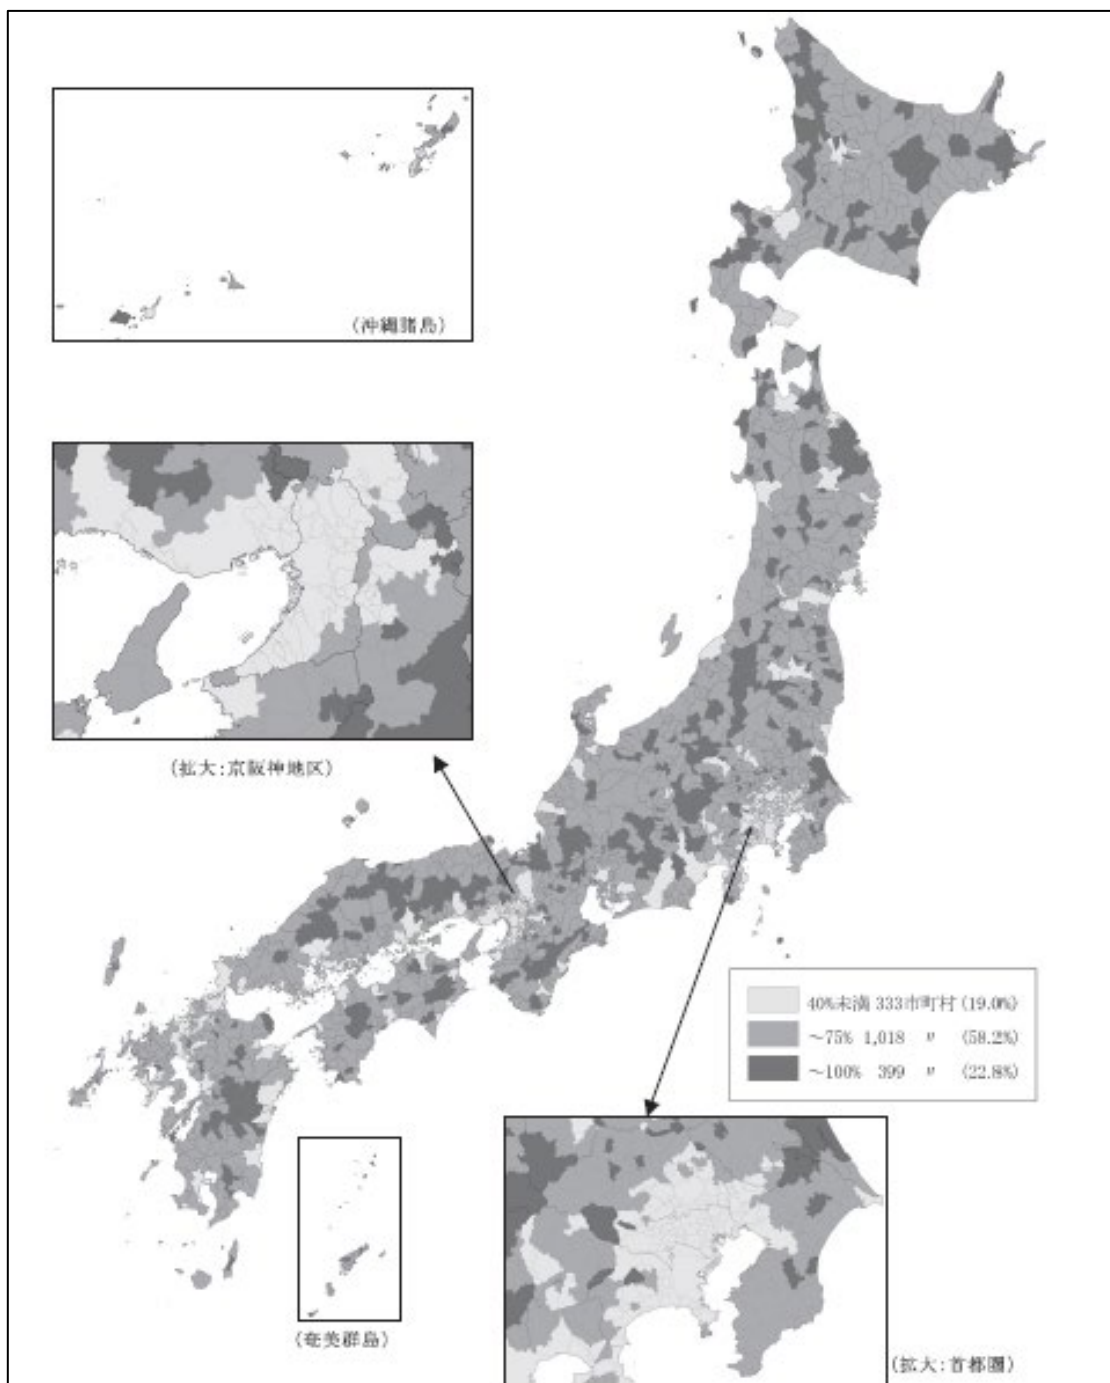 (沖縄諸島)
(拡大:京阪神地区)
40%未満 333市町村 (19.0%)
～75% 1,018 〃 (58.2%)
～100% 399 〃 (22.8%)
(奄美群島)
(拡大:首都圏)